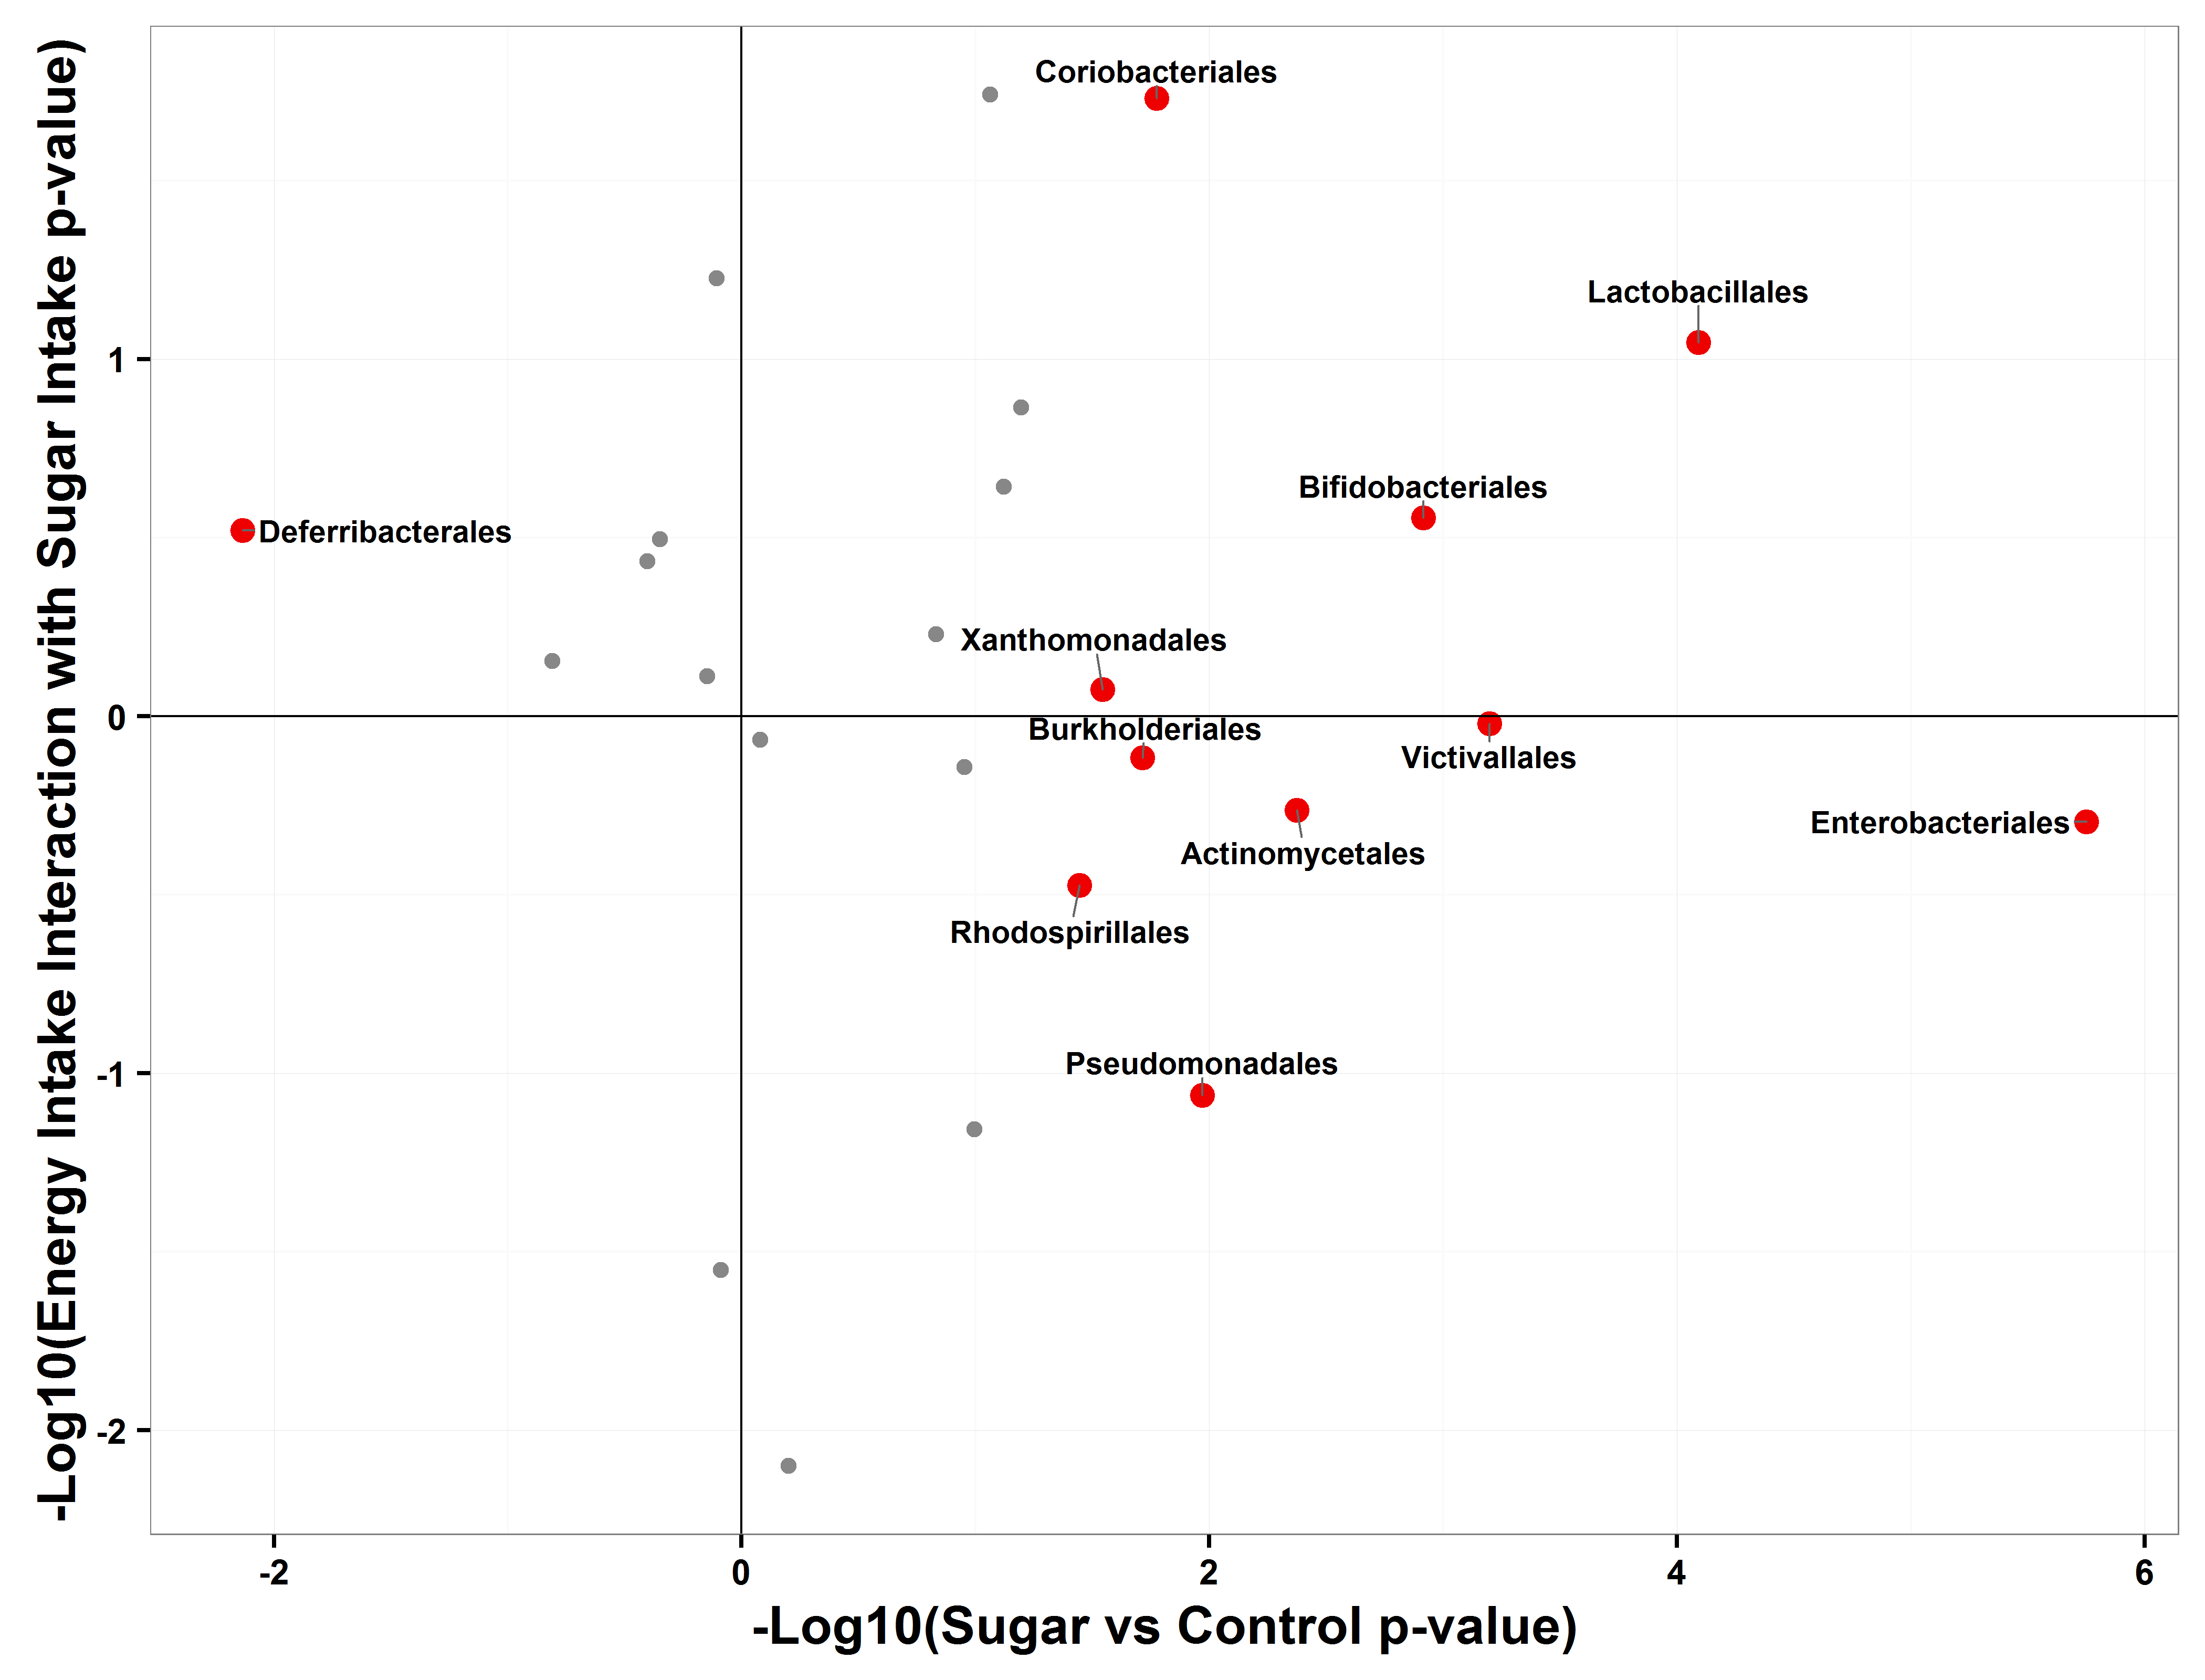 -Log10(Energy Intake Interaction with Sugar Intake p-value)
Coriobacteriales
Lactobacillales
1
Bifidobacteriales
Deferribacterales
Xanthomonadales
0
Burkholderiales
Victivallales
Enterobacteriales
Actinomycetales
Rhodospirillales
Pseudomonadales
-1
-2
-2 0 2 4 6
-Log10(Sugar vs Control p-value)